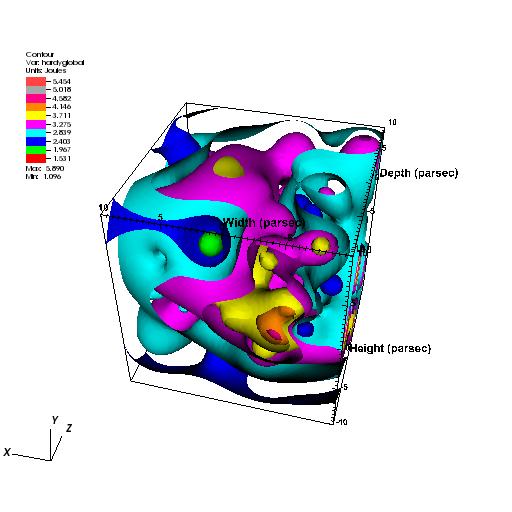 Contour
Var: hardyglobal
Units: Joules
5.454
5.018
4.582
4.146
3.711
3.275
2.839
2.403
1.967
1.531
Max: 5.890
Min: 1.096
10
5
Depth (parsec)
-5
10
5
Width (parsec)
Height (parsec)
-5
-10
Y
Z
X